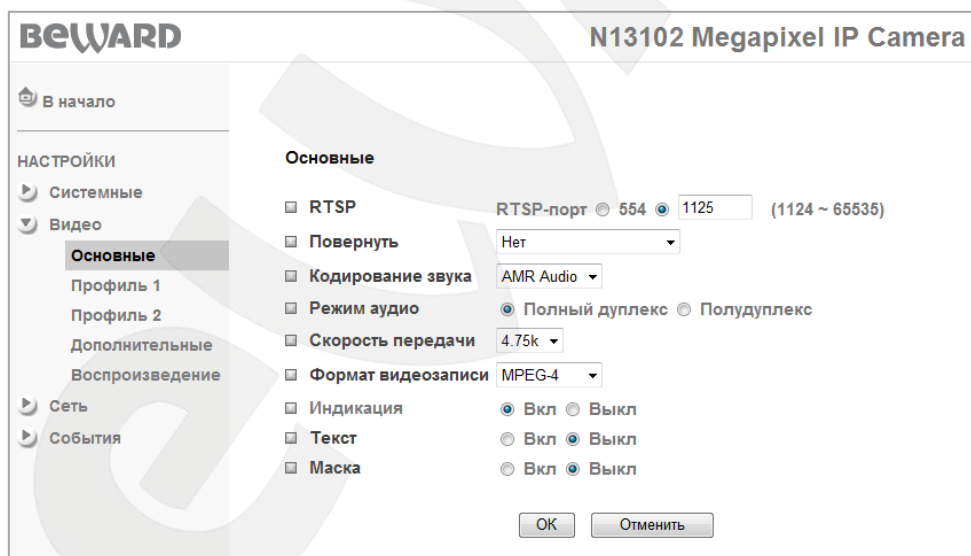 BEWARD
N13102 Megapixel IP Camera
В начало
НАСТРОЙКИ
Системные
Видео
Основные
Профиль 1
Профиль 2
Дополнительные
Воспроизведение
Сеть
События
Основные
RTSP RTSP-порт 554 1125 (1124 ~ 65535)
Повернуть Нет
Кодирование звука AMR Audio
Режим аудио Полный дуплекс Полудуплекс
Скорость передачи 4.75k
Формат видеозаписи MPEG-4
Индикация Вкл Выкл
Текст Вкл Выкл
Маска Вкл Выкл
OK Отменить